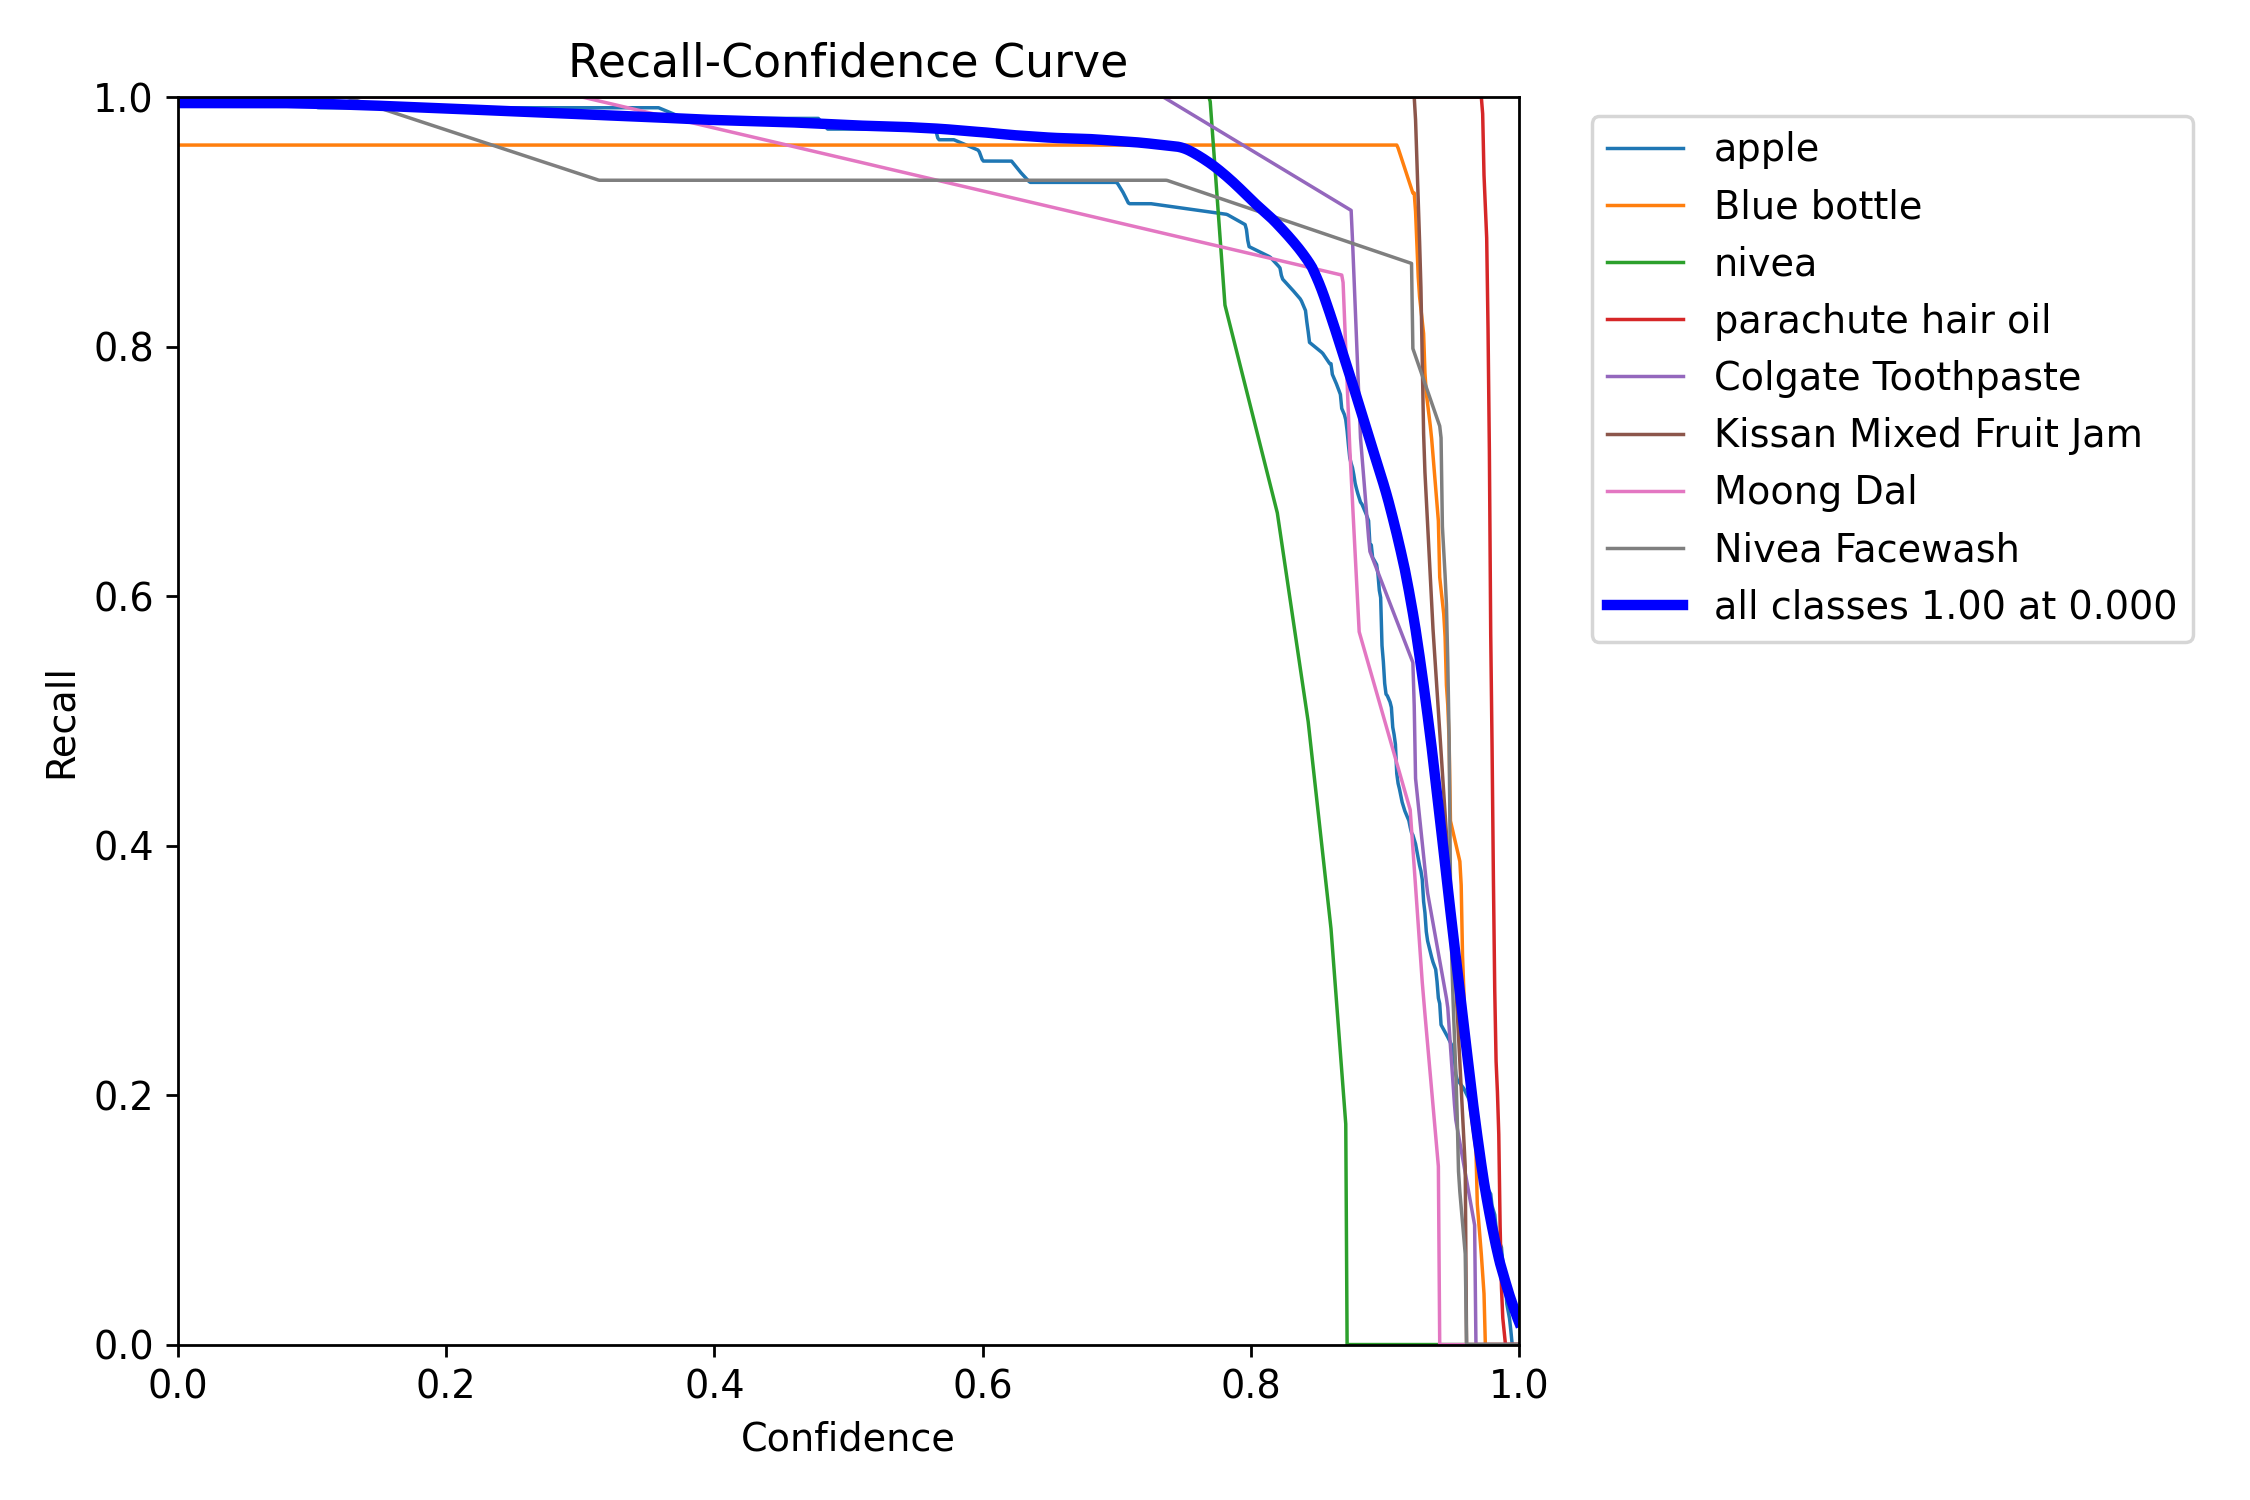 Recall-Confidence Curve
1.0
0.8
0.6
0.4
0.2
0.0
Recall
0.0 0.2 0.4 0.6 0.8 1.0
Confidence
apple
Blue bottle
nivea
parachute hair oil
Colgate Toothpaste
Kissan Mixed Fruit Jam
Moong Dal
Nivea Facewash
all classes 1.00 at 0.000